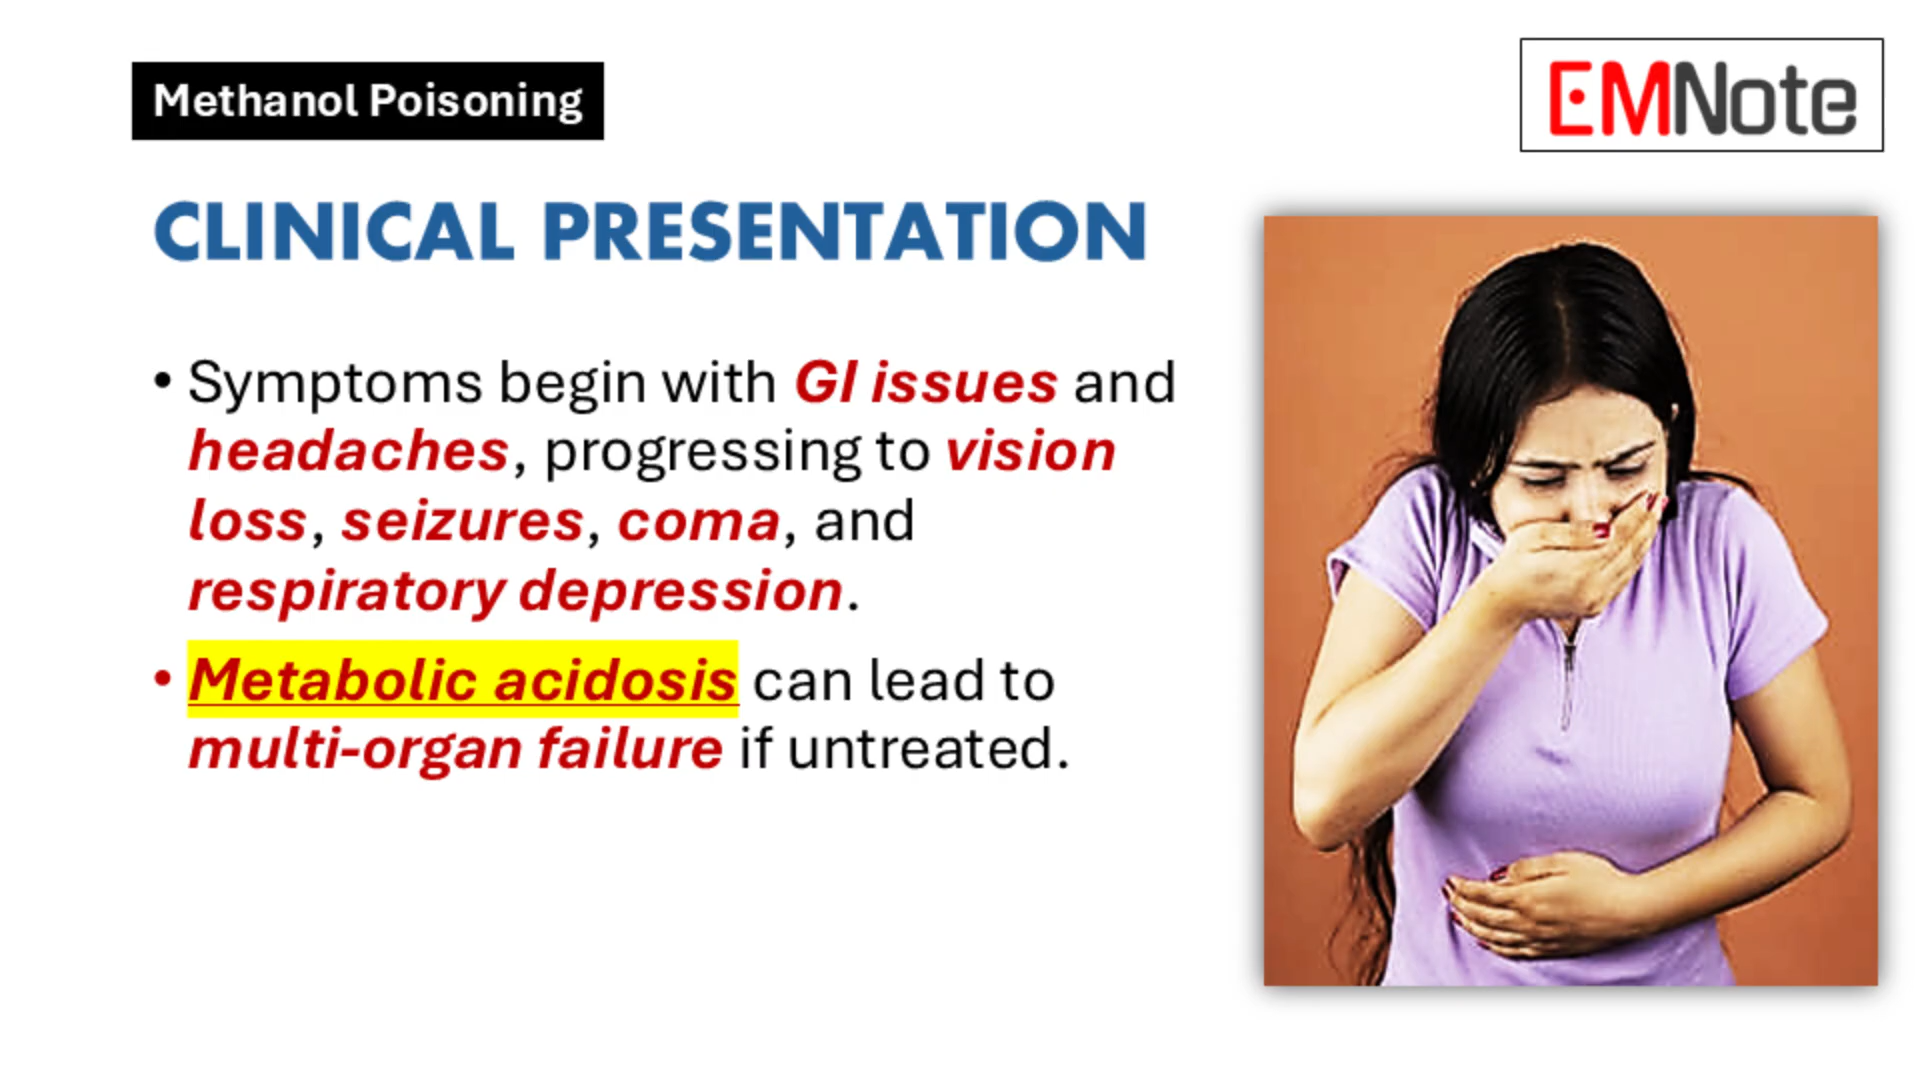 Methanol Poisoning
EMNote
CLINICAL PRESENTATION
• Symptoms begin with GI issues and
headaches, progressing to vision
loss, seizures, coma, and
respiratory depression.
• Metabolic acidosis can lead to
multi-organ failure if untreated.